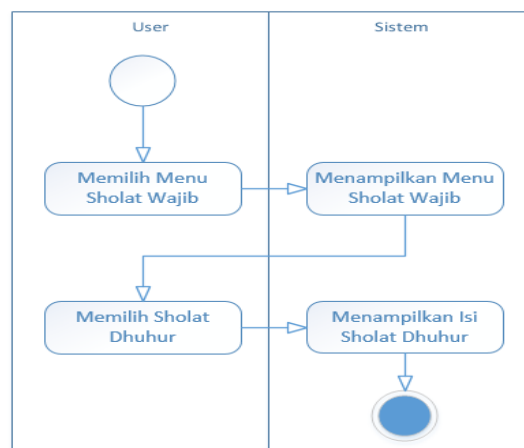 User
Sistem
Memilih Menu
Sholat Wajib
Menampilkan Menu
Sholat Wajib
Memilih Sholat
Dhuhur
Menampilkan Isi
Sholat Dhuhur